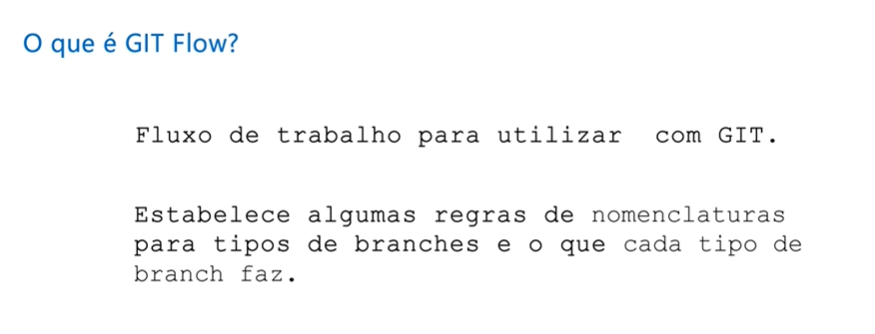 O que é GIT Flow?
Fluxo de trabalho para utilizar  com GIT.
Estabelece algumas regras de nomenclaturas
para tipos de branches e o que cada tipo de
branch faz.